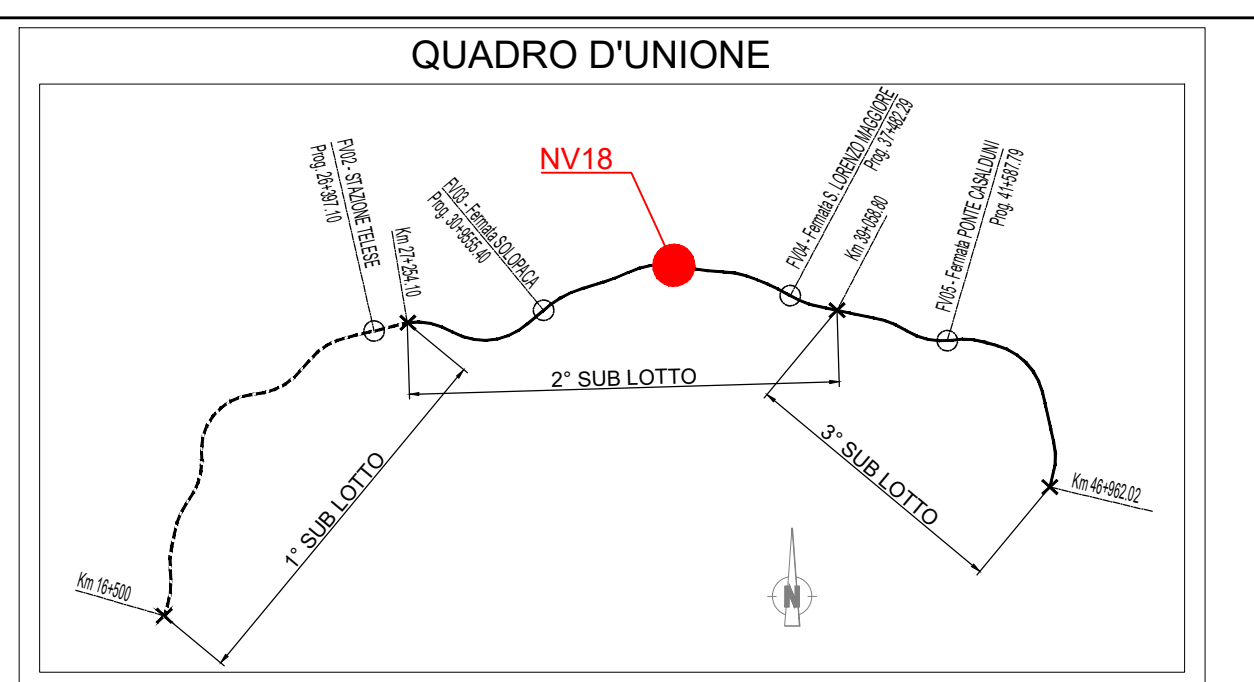 QUADRO D'UNIONE
FV02 - STAZIONE TELESE
Prog. 26+397.10
Km 27+254.10
FV03 - Fermata SOLOPACA
Prog. 30+9555.40
NV18
FV04 - Fermata S. LORENZO MAGGIORE
Prog. 37+482.29
Km 39+058.80
FV05 - Fermata PONTE CASALDUNI
Prog. 41+587.79
2° SUB LOTTO
1° SUB LOTTO
3° SUB LOTTO
Km 46+962.02
Km 16+500
N